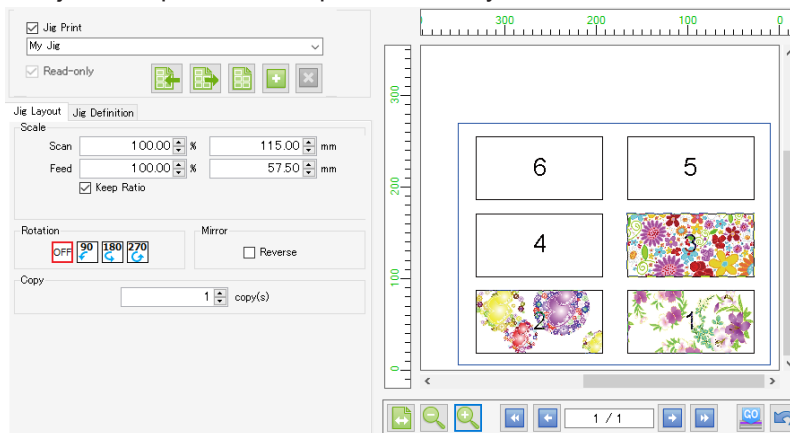 Jig Print
My Jig
Read-only
Jig Layout Jig Definition
Scale
Scan 100.00 % 115.00 mm
Feed 100.00 % 57.50 mm
Keep Ratio
Rotation
OFF 90 180 270
Mirror
Reverse
Copy
1 copy(s)
300 200 100 0
300
200
100
0
6 5
4 3
2 1
1 / 1
GO